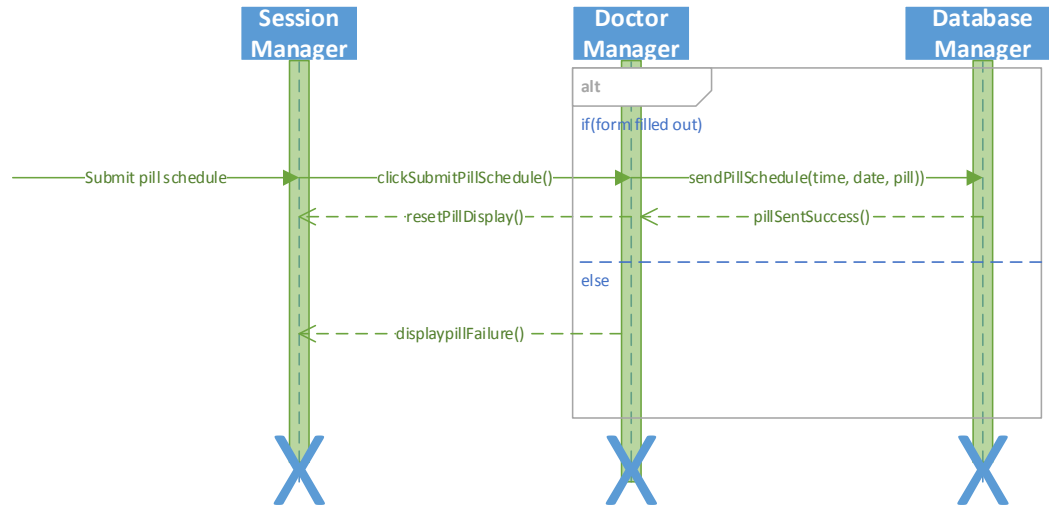 Session
Manager
Doctor
Manager
Database
Manager
alt
if(form filled out)
Submit pill schedule
clickSubmitPillSchedule()
sendPillSchedule(time, date, pill))
resetPillDisplay()
pillSentSuccess()
else
displaypillFailure()